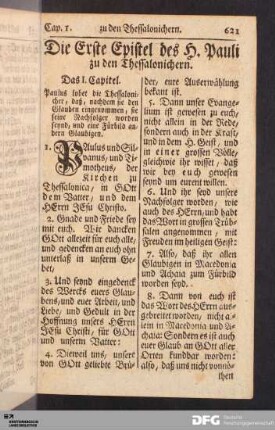 Cap. 1. zu den Thessalonichern. 621
Die Erste Epistel des H. Pauli
zu den Thessalonichern.
Das I. Capitel.
Paulus lobet die Thessaloni-
cher, daß, nachdem sie den
Glauben eingenommen, sie
seine Nachfolger worden
seynd, und eine Fürbild an-
dern Glaubigen.
1. PAulus und Sil-
vanus, und Ti-
motheus, der
Kirchen zu
Thessalonica, in GOtt
dem Vatter, und dem
HErrn JEsu Christo.
2. Gnade und Friede sey
mit euch. Wir dancken
GOtt allezeit für euch alle,
und gedencken an euch ohn
unterlaß in unserm Ge-
bet,
3. Und seynd eingedenck
des Wercks euers Glau-
bens, und euer Arbeit, und
Liebe, und Gedult in der
Hoffnung unsers HErrn
JEsu Christi, für GOtt
und unserm Vatter:
4. Dieweil uns, unsere
von GOtt geliebte Brü-
der, eure Auserwählung
bekant ist.
5. Dann unser Evange-
lium ist gewesen zu euch,
nicht allein in der Rede,
sondern auch in der Krafft,
und in dem H. Geist, und
in einer grossen Völle,
gleichwie ihr wisset, daß
wir bey euch gewesen
seynd um eurent willen.
6. Und ihr seyd unsere
Nachfolger worden, wie
auch des HErrn, und habt
das Wort in grossen Trüb-
salen angenommen, mit
Freuden im heiligen Geist:
7. Also, daß ihr allen
Glaubigen in Macedonia
und Achaia zum Fürbild
worden seyd.
8. Dann von euch ist
das Wort des HErrn aus-
gebreitet worden, nicht al-
lein in Macedonia und A-
chaia: Sondern es ist auch
euer Glaub an GOtt aller
Orten kundbar worden:
also, daß uns nicht vonnö-
then
DFG